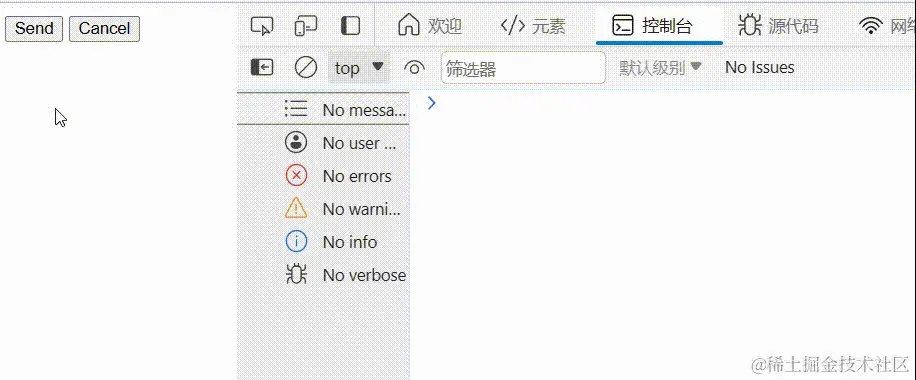 Send Cancel
欢迎 元素 控制台 源代码
top 筛选器 默认级别 No Issues
No messa...
No user ...
No errors
No warni...
No info
No verbose
@稀土掘金技术社区